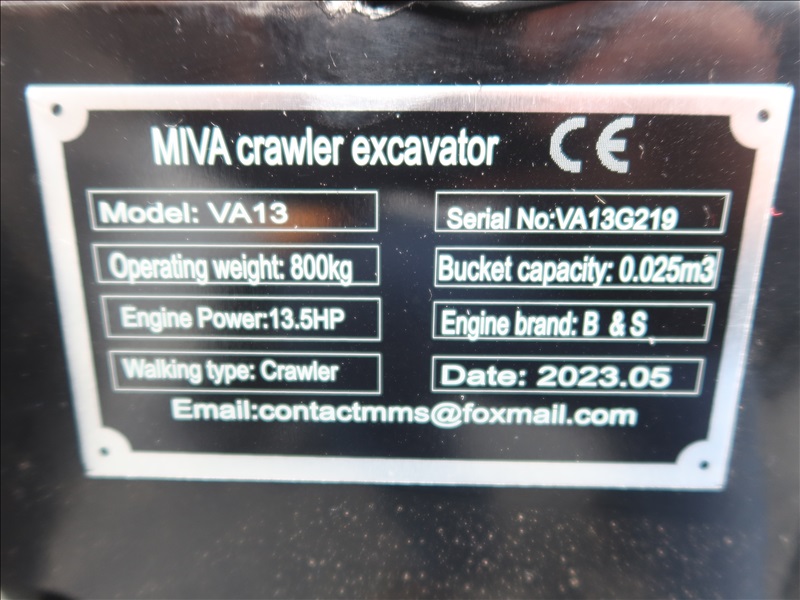 MIVA crawler excavator CE
Model: VA13
Serial No:VA13G219
Operating weight: 800kg
Bucket capacity: 0.025m3
Engine Power:13.5HP
Engine brand: B & S
Walking type: Crawler
Date: 2023.05
Email:contactmms@foxmail.com